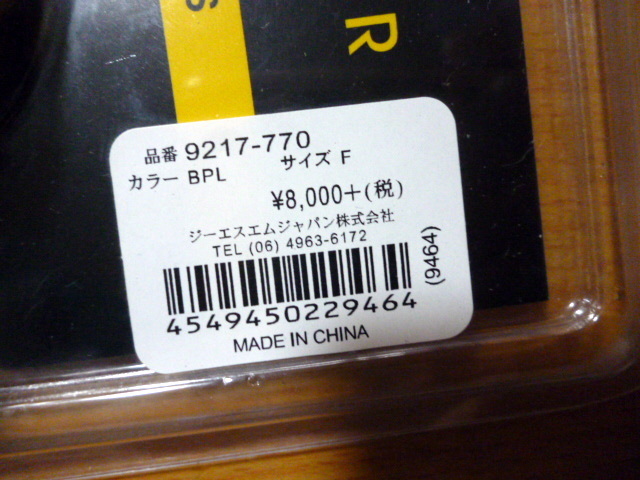 S
R
品番 9217-770
カラー BPL サイズ F
¥8,000+(税)
ジーエスエムジャパン株式会社
TEL (06) 4963-6172
(9464)
4549450229464
MADE IN CHINA